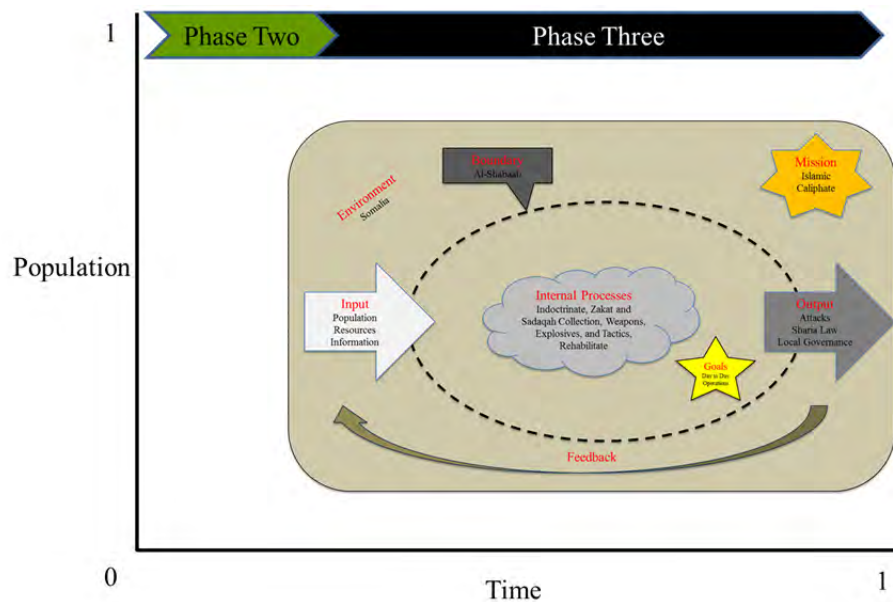 1
Phase Two
Phase Three
Boundary
Al-Shabaab
Mission
Islamic
Caliphate
Environment
Somalia
Population
Input
Population
Resources
Information
Internal Processes
Indoctrinate, Zakat and
Sadaqah Collection, Weapons,
Explosives, and Tactics,
Rehabilitate
Output
Attacks
Sharia Law
Local Governance
Goals
Day to Day
Operations
Feedback
0
Time
1